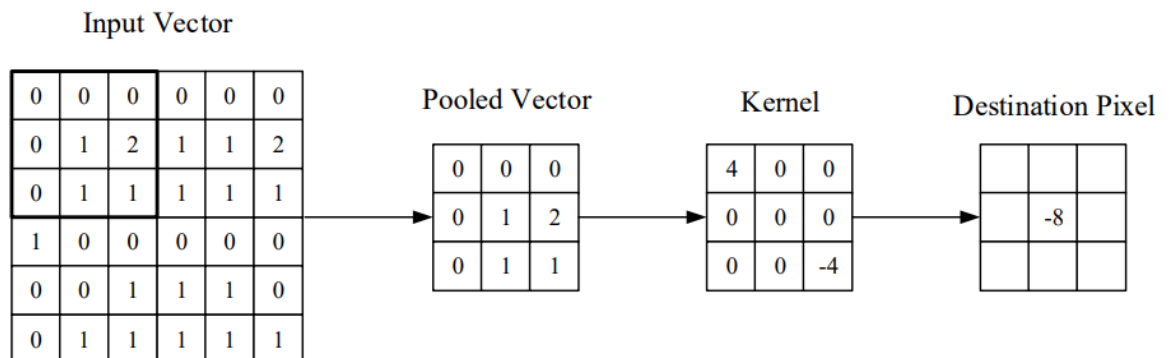 Input Vector
Pooled Vector
Kernel
Destination Pixel
0 0 0 0 0 0
0 1 2 1 1 2
0 1 1 1 1 1
1 0 0 0 0 0
0 0 1 1 1 0
0 1 1 1 1 1
0 0 0
0 1 2
0 1 1
4 0 0
0 0 0
0 0 -4
-8